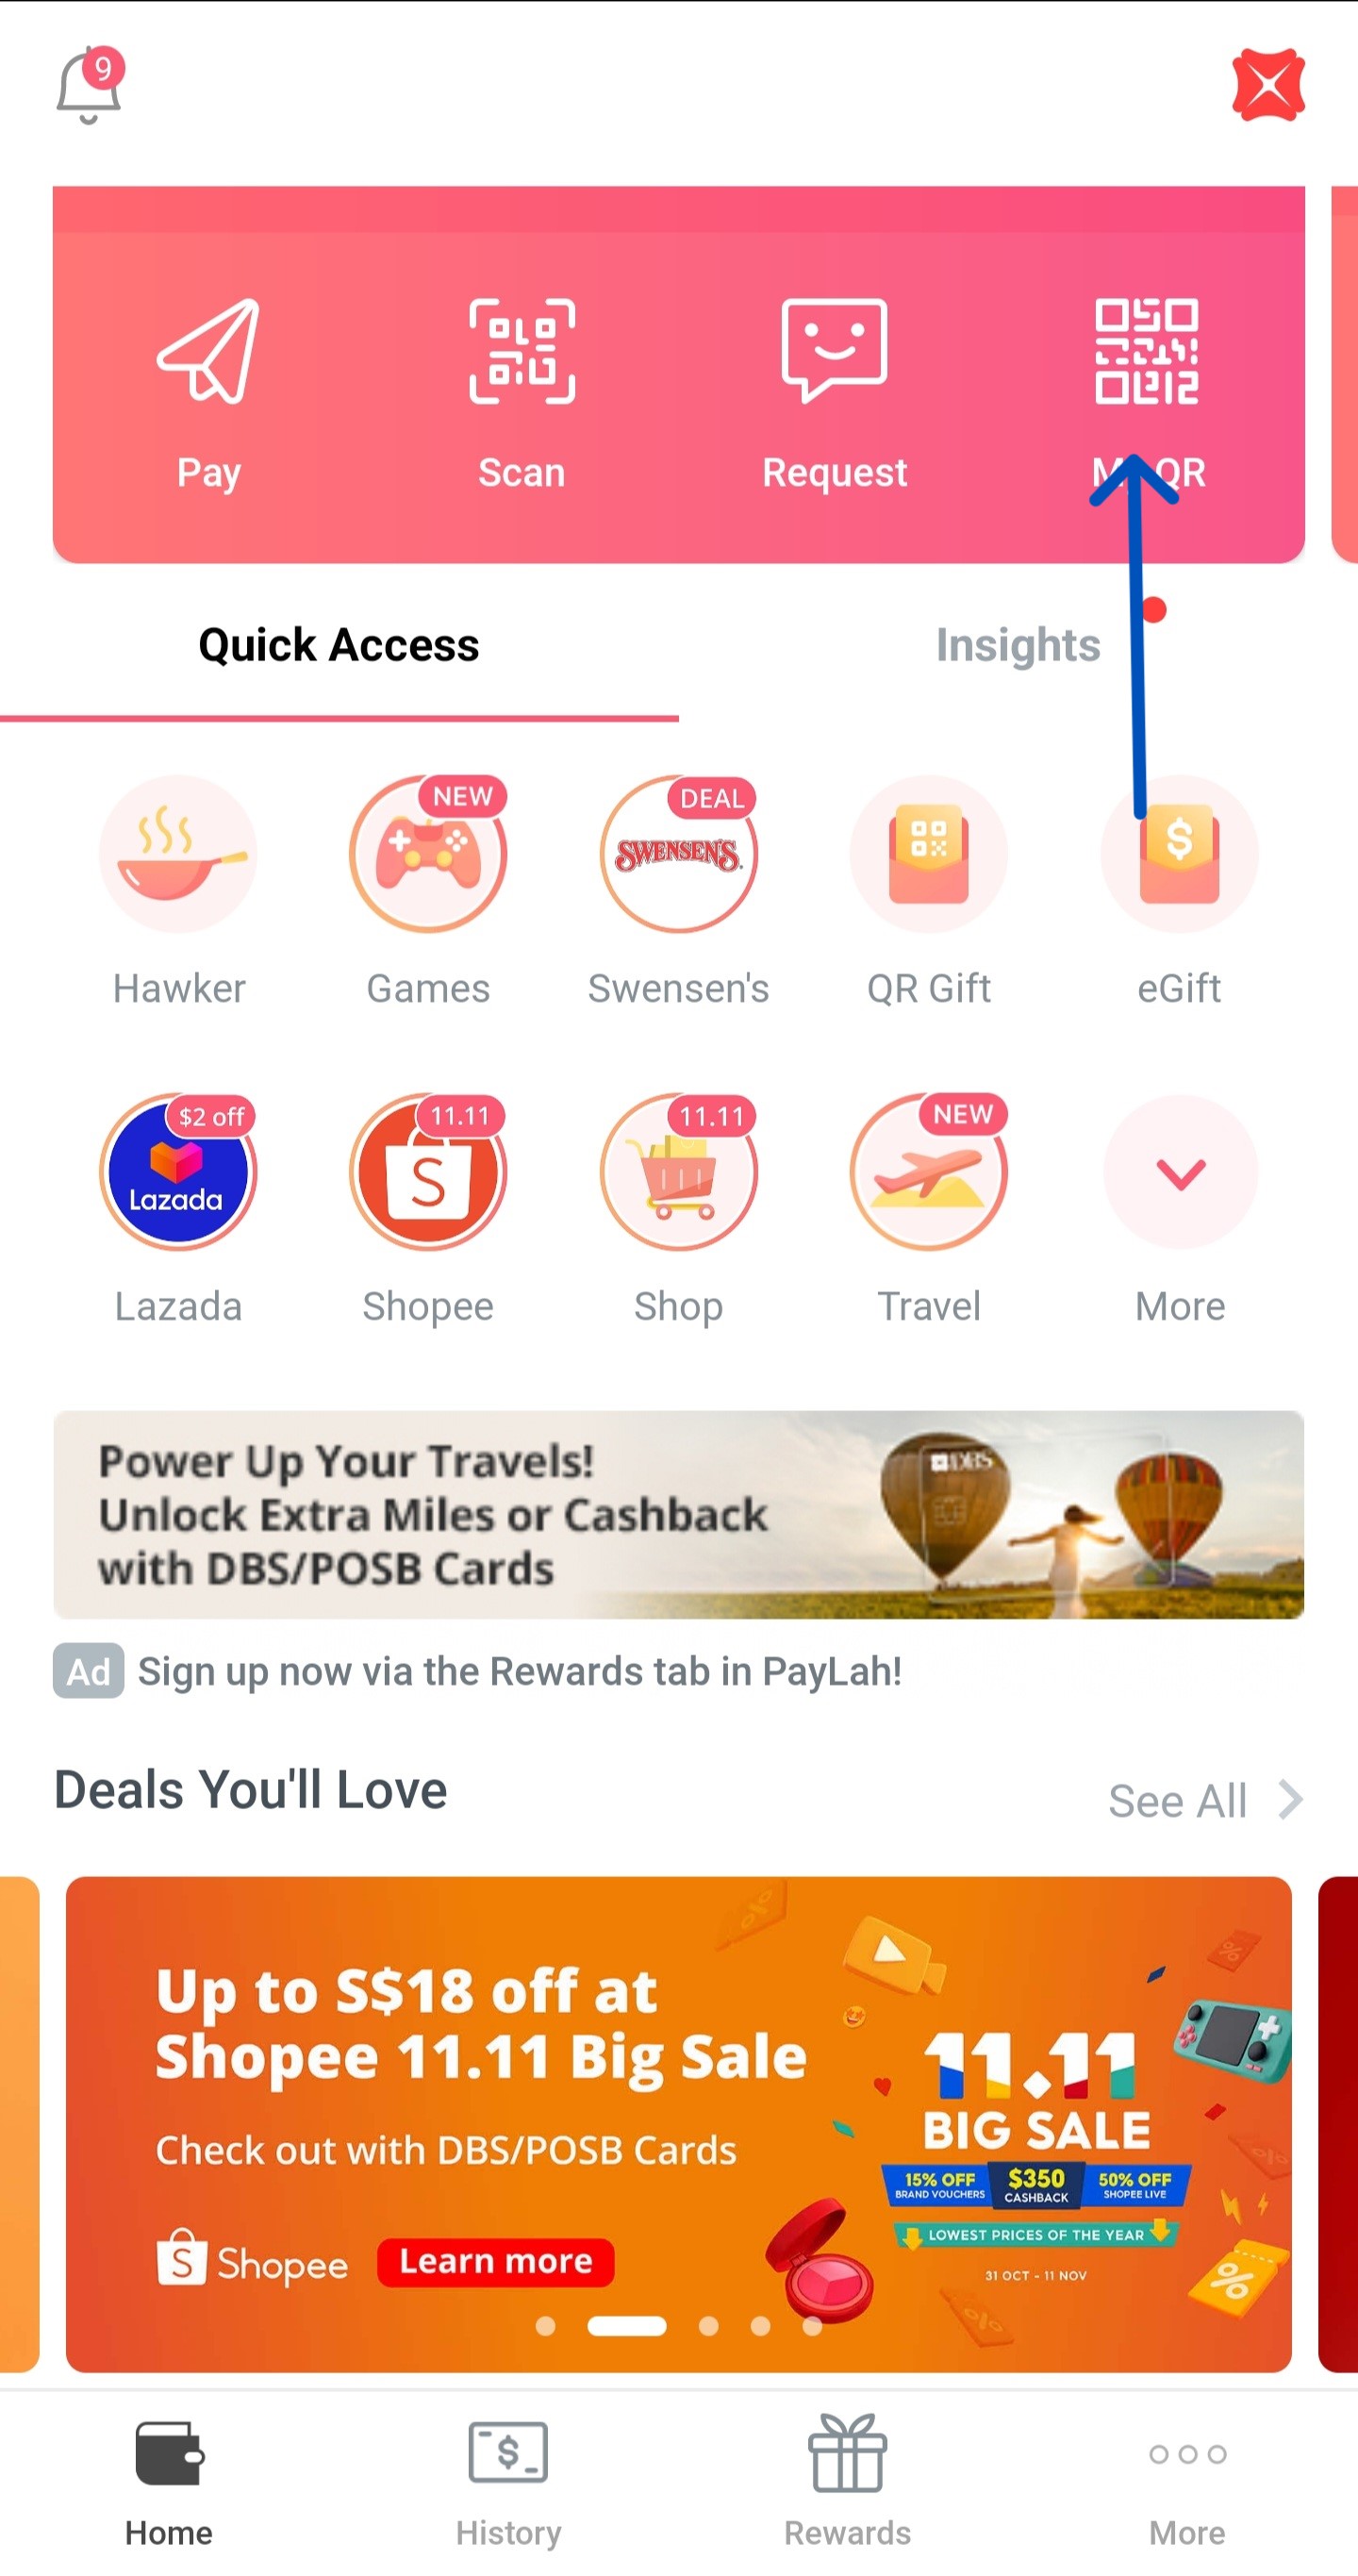 9
Pay
Scan
Request
My QR
Quick Access
Insights
NEW
DEAL
SWENSEN'S.
Hawker
Games
Swensen's
QR Gift
eGift
$2 off
11.11
11.11
NEW
Lazada
Lazada
Shopee
Shop
Travel
More
Power Up Your Travels!
Unlock Extra Miles or Cashback
with DBS/POSB Cards
DBS
Ad Sign up now via the Rewards tab in PayLah!
Deals You'll Love
See All
Up to S$18 off at
Shopee 11.11 Big Sale
Check out with DBS/POSB Cards
Shopee
Learn more
11.11
BIG SALE
15% OFF
BRAND VOUCHERS
$350
CASHBACK
50% OFF
SHOPEE LIVE
LOWEST PRICES OF THE YEAR
31 OCT - 11 NOV
Home
History
Rewards
More